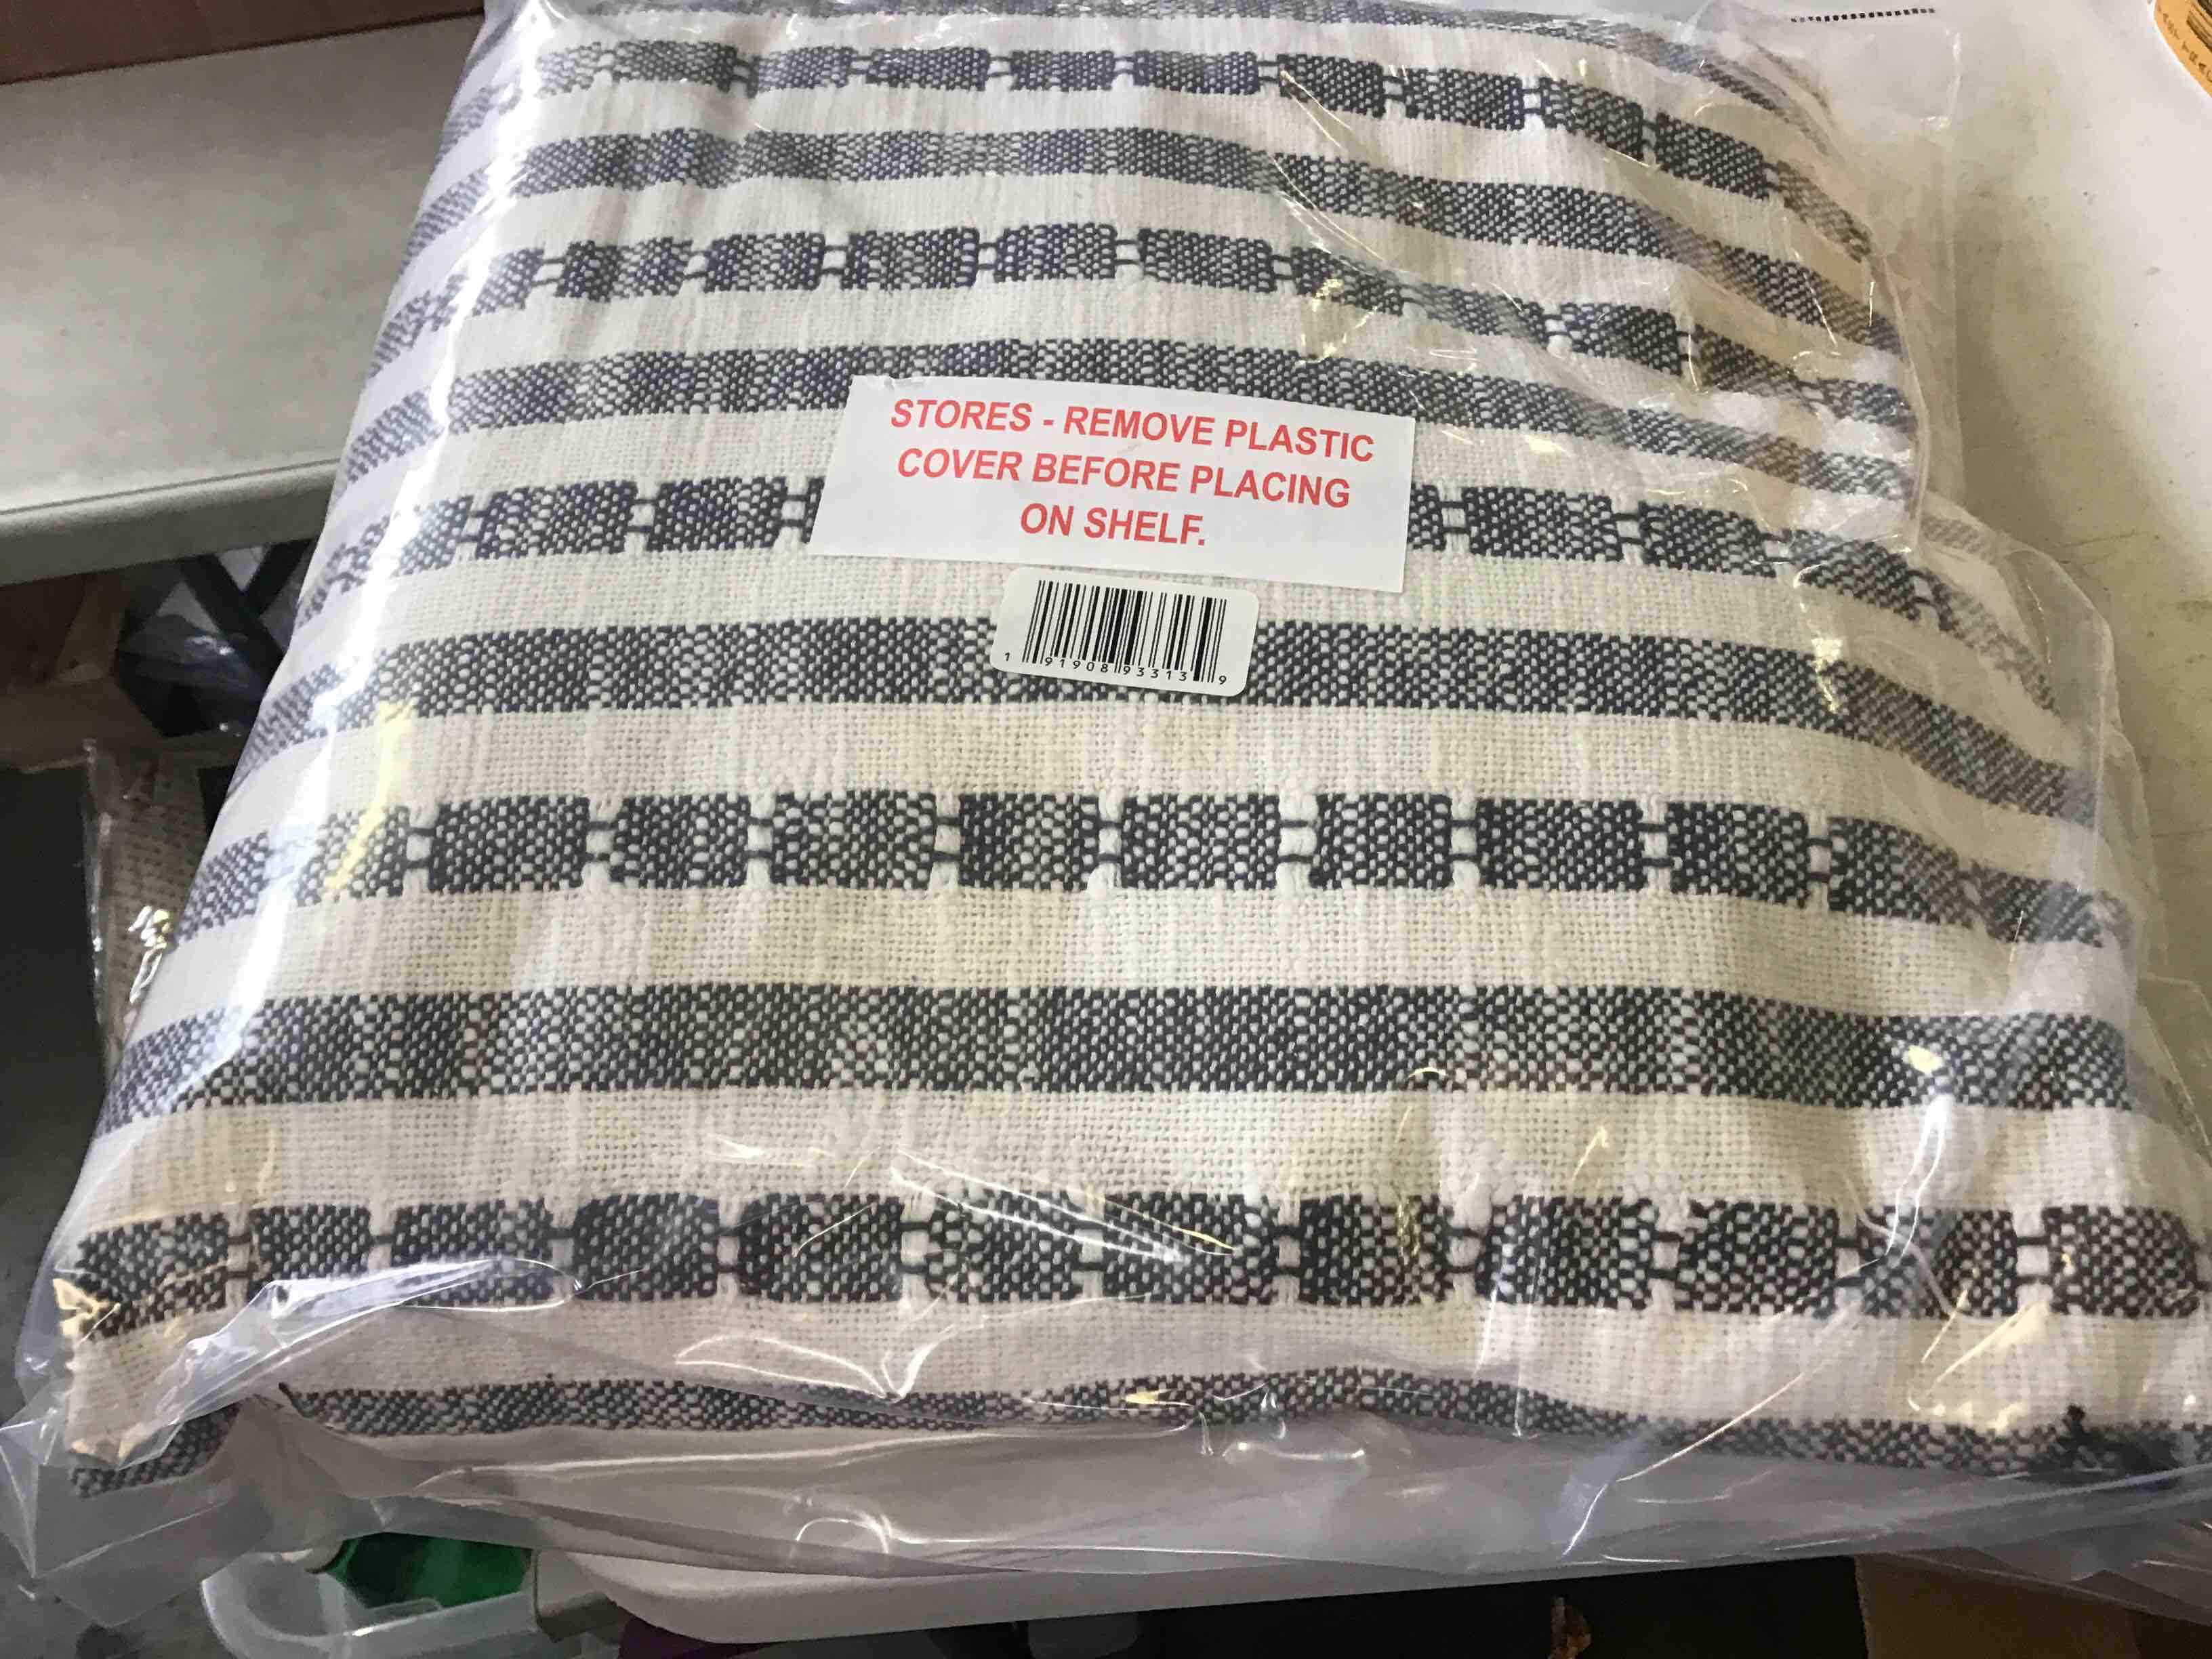 STORES - REMOVE PLASTIC
COVER BEFORE PLACING
ON SHELF.
1 91908 93313 9